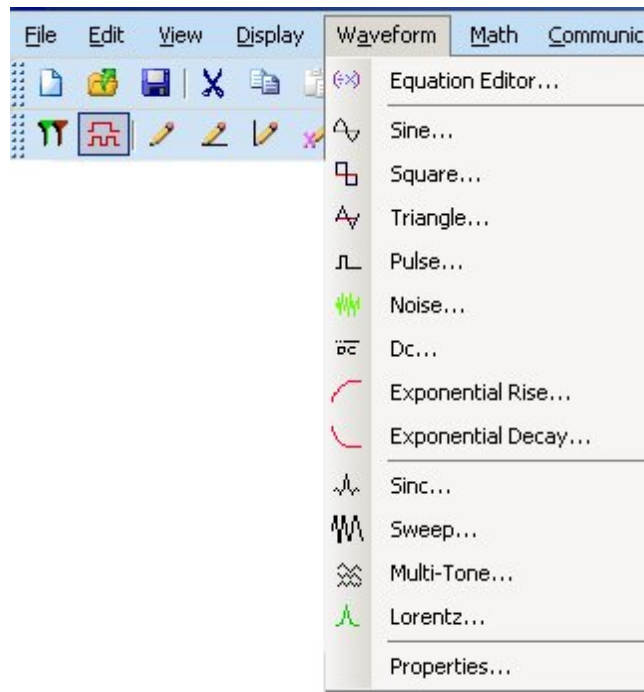 File Edit View Display Waveform Math Communic
Equation Editor...
Sine...
Square...
Triangle...
Pulse...
Noise...
DC Dc...
Exponential Rise...
Exponential Decay...
Sinc...
Sweep...
Multi-Tone...
Lorentz...
Properties...